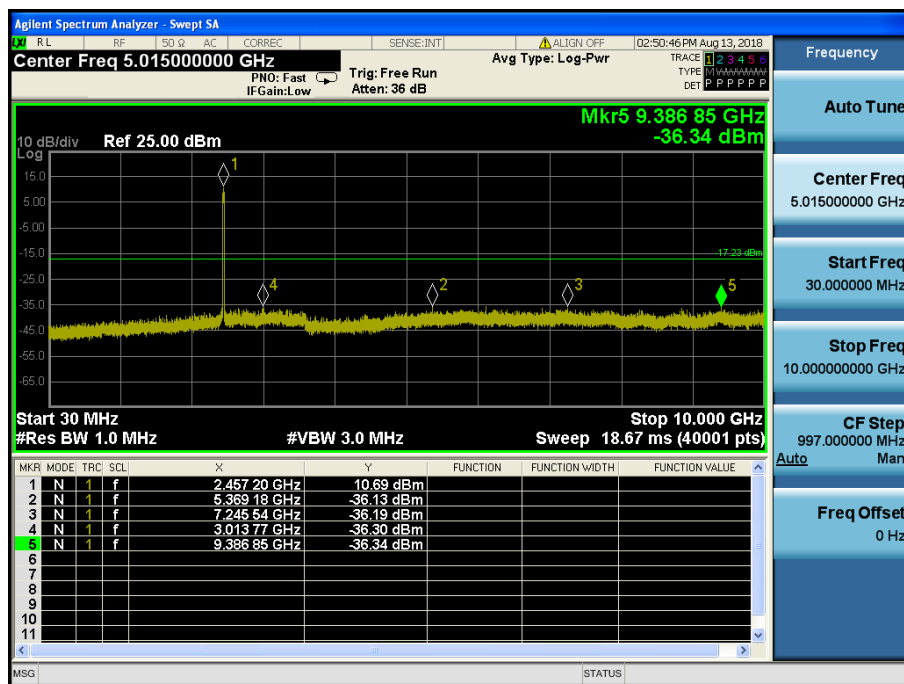 Agilent Spectrum Analyzer - Swept SA
LXI RL RF 50 Ω AC CORREC SENSE:INT ALIGN OFF 02:50:46 PM Aug 13, 2018
Center Freq 5.015000000 GHz
PNO: Fast
IFGain:Low
Trig: Free Run
Atten: 36 dB
Avg Type: Log-Pwr
TRACE 1 2 3 4 5 6
TYPE M WWWWW
DET P P P P P P
Mkr5 9.386 85 GHz
-36.34 dBm
10 dB/div Ref 25.00 dBm
Log
15.0
5.00
-5.00
-15.0
-25.0
-35.0
-45.0
-55.0
-65.0
1
4
2
3
5
-17.23 dBm
Start 30 MHz Stop 10.000 GHz
#Res BW 1.0 MHz #VBW 3.0 MHz Sweep 18.67 ms (40001 pts)
MKR MODE TRC SCL X Y FUNCTION FUNCTION WIDTH FUNCTION VALUE
1 N 1 f 2.457 20 GHz 10.69 dBm
2 N 1 f 5.369 18 GHz -36.13 dBm
3 N 1 f 7.245 54 GHz -36.19 dBm
4 N 1 f 3.013 77 GHz -36.30 dBm
5 N 1 f 9.386 85 GHz -36.34 dBm
6
7
8
9
10
11
MSG STATUS
Frequency
Auto Tune
Center Freq
5.015000000 GHz
Start Freq
30.000000 MHz
Stop Freq
10.000000000 GHz
CF Step
997.000000 MHz
Auto Man
Freq Offset
0 Hz